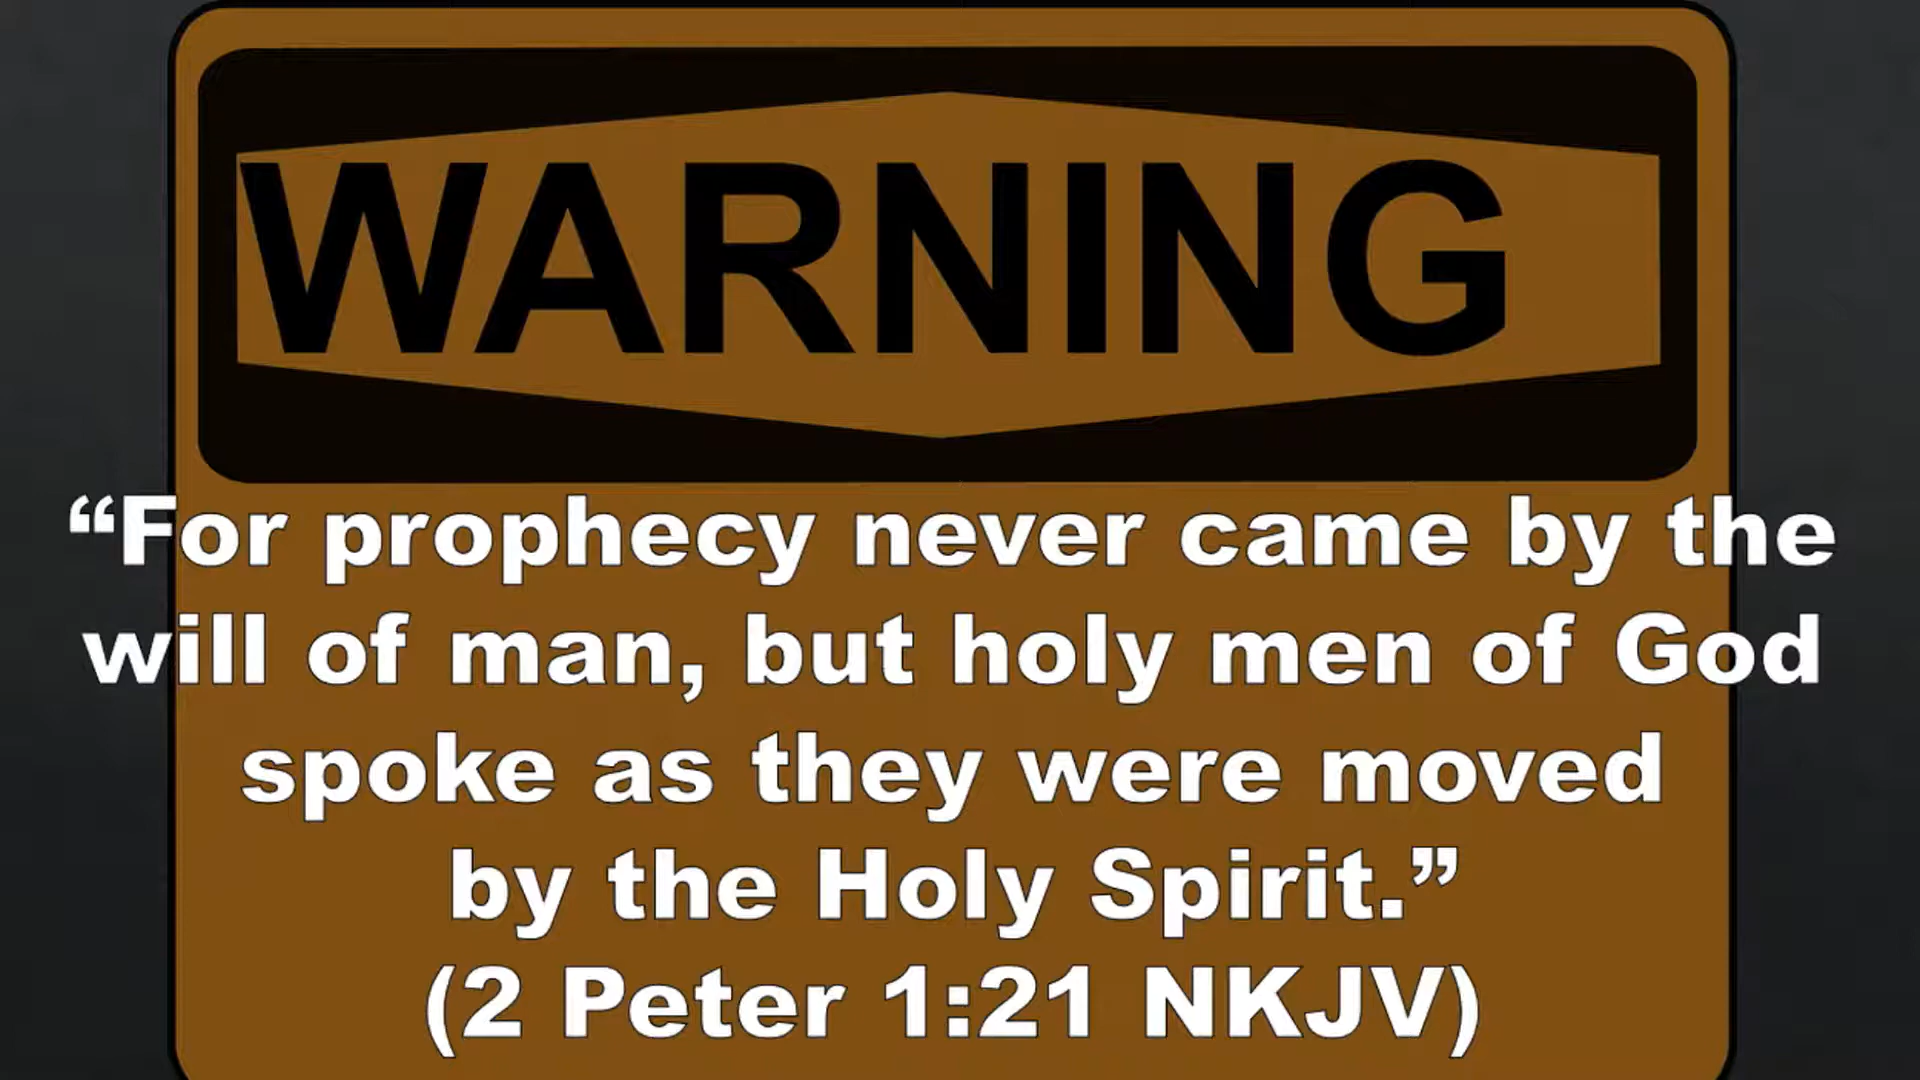 WARNING
“For prophecy never came by the
will of man, but holy men of God
spoke as they were moved
by the Holy Spirit.”
(2 Peter 1:21 NKJV)